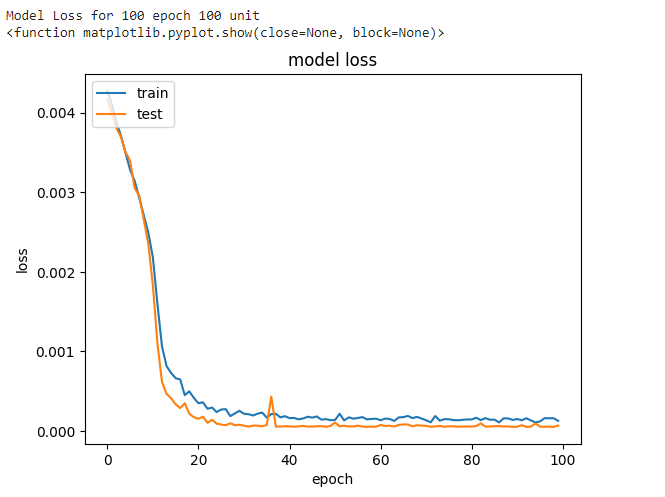 Model Loss for 100 epoch 100 unit
<function matplotlib.pyplot.show(close=None, block=None)>
model loss
train
test
0.004
0.003
0.002
0.001
0.000
loss
0
20
40
60
80
100
epoch